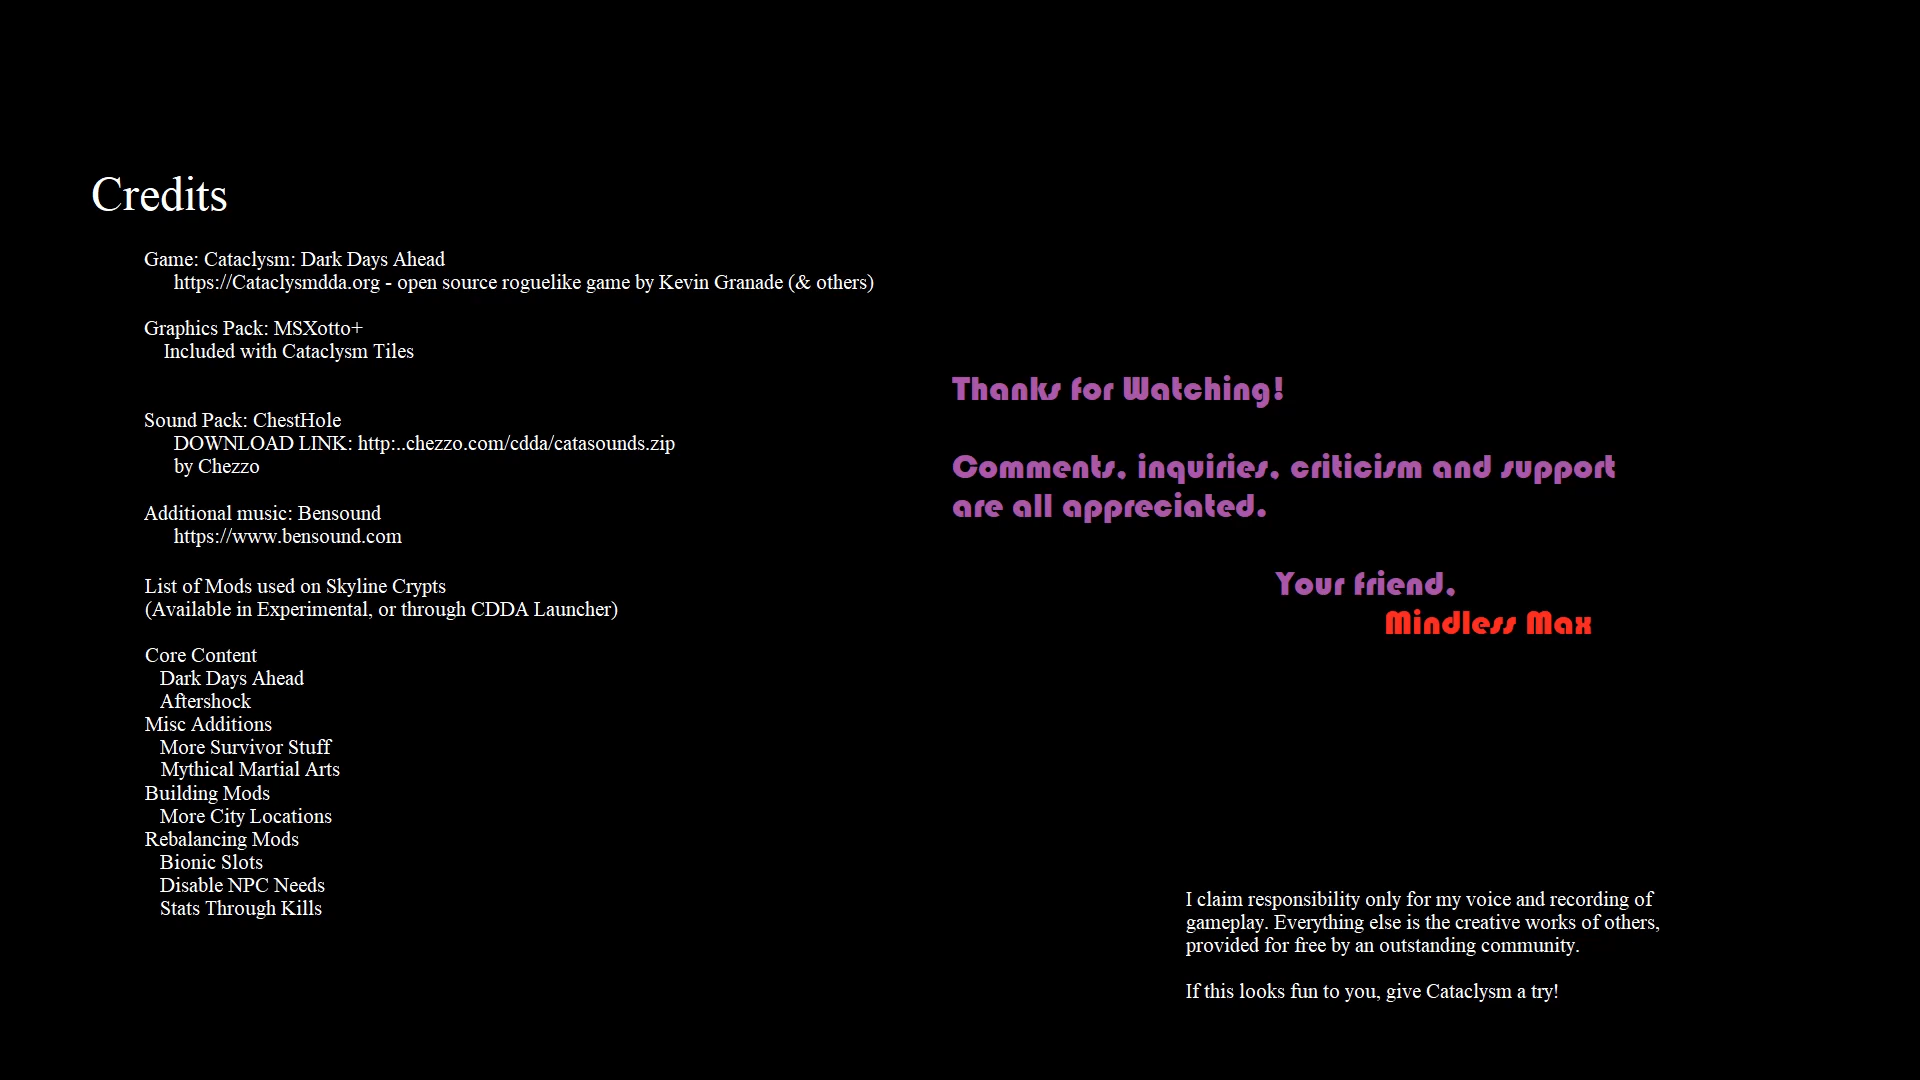 Credits
Game: Cataclysm: Dark Days Ahead
https://Cataclysmdda.org - open source roguelike game by Kevin Granade (& others)
Graphics Pack: MSXotto+
Included with Cataclysm Tiles
Sound Pack: ChestHole
DOWNLOAD LINK: http:..chezzo.com/cdda/catasounds.zip
by Chezzo
Additional music: Bensound
https://www.bensound.com
List of Mods used on Skyline Crypts
(Available in Experimental, or through CDDA Launcher)
Core Content
Dark Days Ahead
Aftershock
Misc Additions
More Survivor Stuff
Mythical Martial Arts
Building Mods
More City Locations
Rebalancing Mods
Bionic Slots
Disable NPC Needs
Stats Through Kills
Thanks for Watching!
Comments, inquiries, criticism and support
are all appreciated.
Your friend,
Mindless Max
I claim responsibility only for my voice and recording of
gameplay. Everything else is the creative works of others,
provided for free by an outstanding community.
If this looks fun to you, give Cataclysm a try!